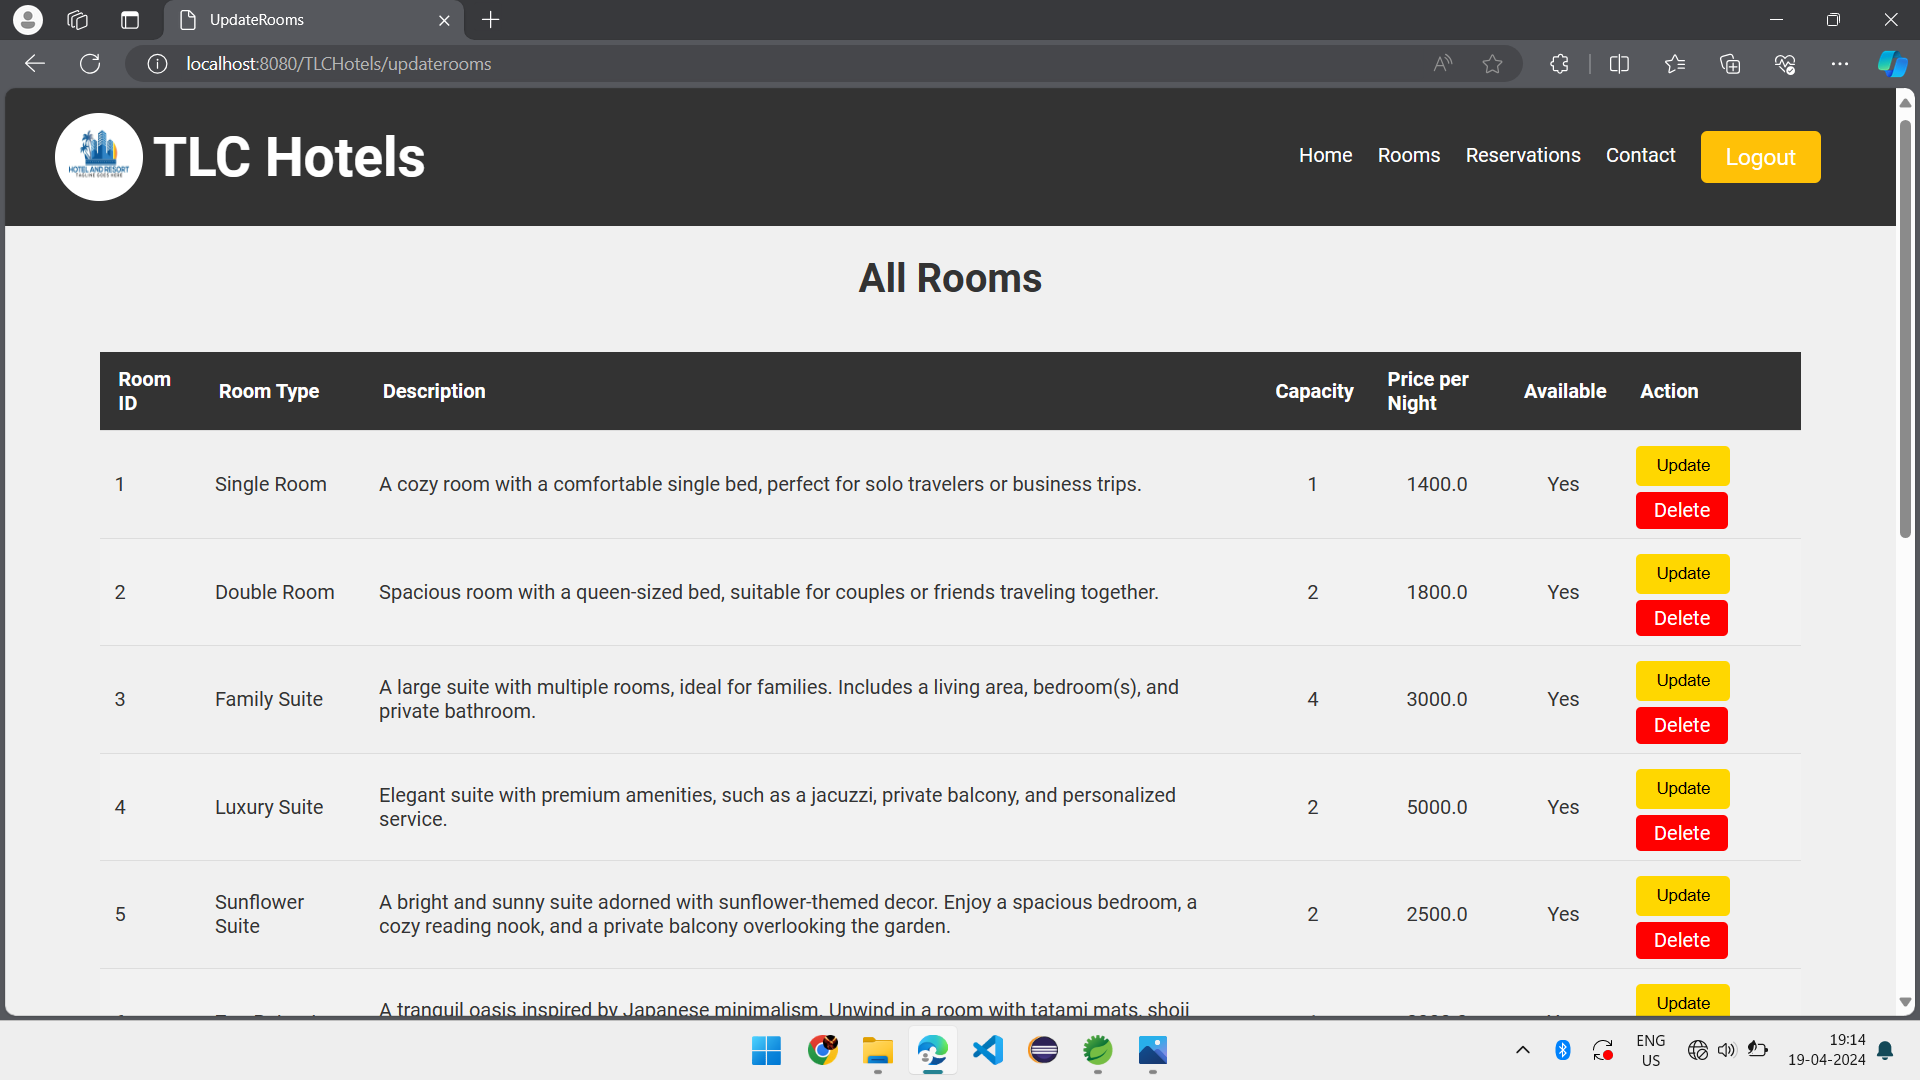 UpdateRooms
localhost:8080/TLCHotels/updaterooms
HOTEL AND RESORT
TAGLINE GOES HERE
TLC Hotels
Home Rooms Reservations Contact Logout
All Rooms
Room ID Room Type Description Capacity Price per Night Available Action
1 Single Room A cozy room with a comfortable single bed, perfect for solo travelers or business trips. 1 1400.0 Yes Update
Delete
2 Double Room Spacious room with a queen-sized bed, suitable for couples or friends traveling together. 2 1800.0 Yes Update
Delete
3 Family Suite A large suite with multiple rooms, ideal for families. Includes a living area, bedroom(s), and
private bathroom. 4 3000.0 Yes Update
Delete
4 Luxury Suite Elegant suite with premium amenities, such as a jacuzzi, private balcony, and personalized
service. 2 5000.0 Yes Update
Delete
5 Sunflower Suite A bright and sunny suite adorned with sunflower-themed decor. Enjoy a spacious bedroom, a
cozy reading nook, and a private balcony overlooking the garden. 2 2500.0 Yes Update
Delete
A tranquil oasis inspired by Japanese minimalism. Unwind in a room with tatami mats, shoji
Update
ENG
US
19:14
19-04-2024